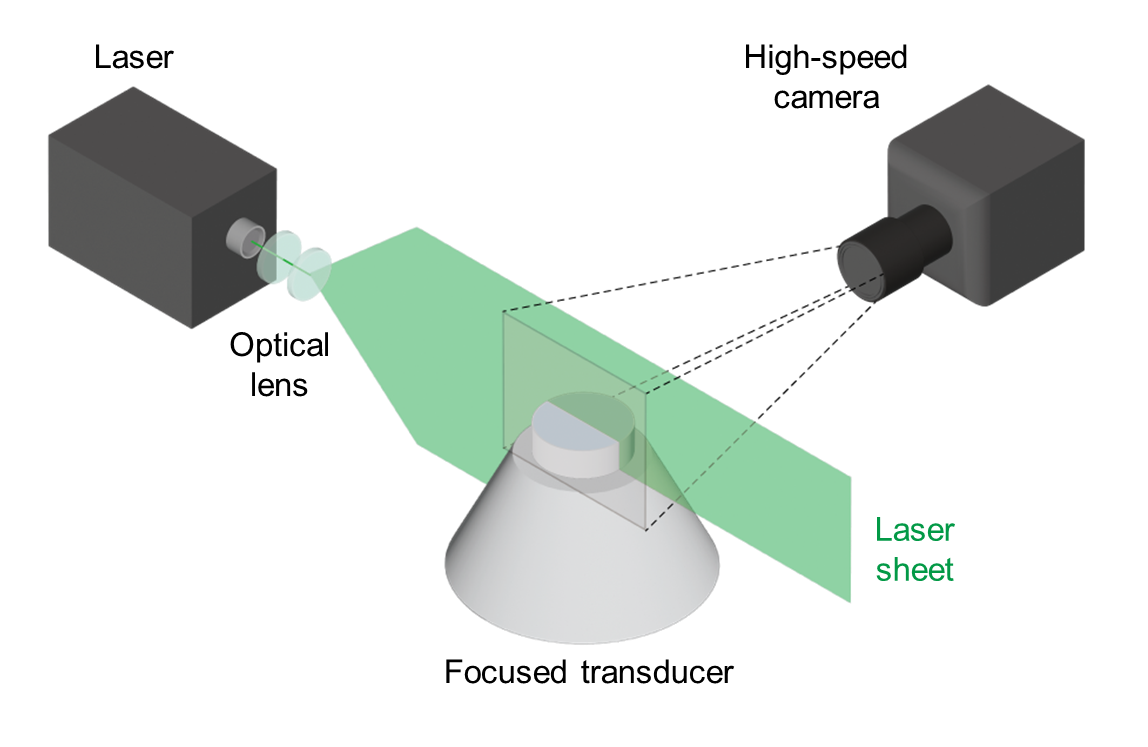 Laser
High-speed
camera
Optical
lens
Laser
sheet
Focused transducer